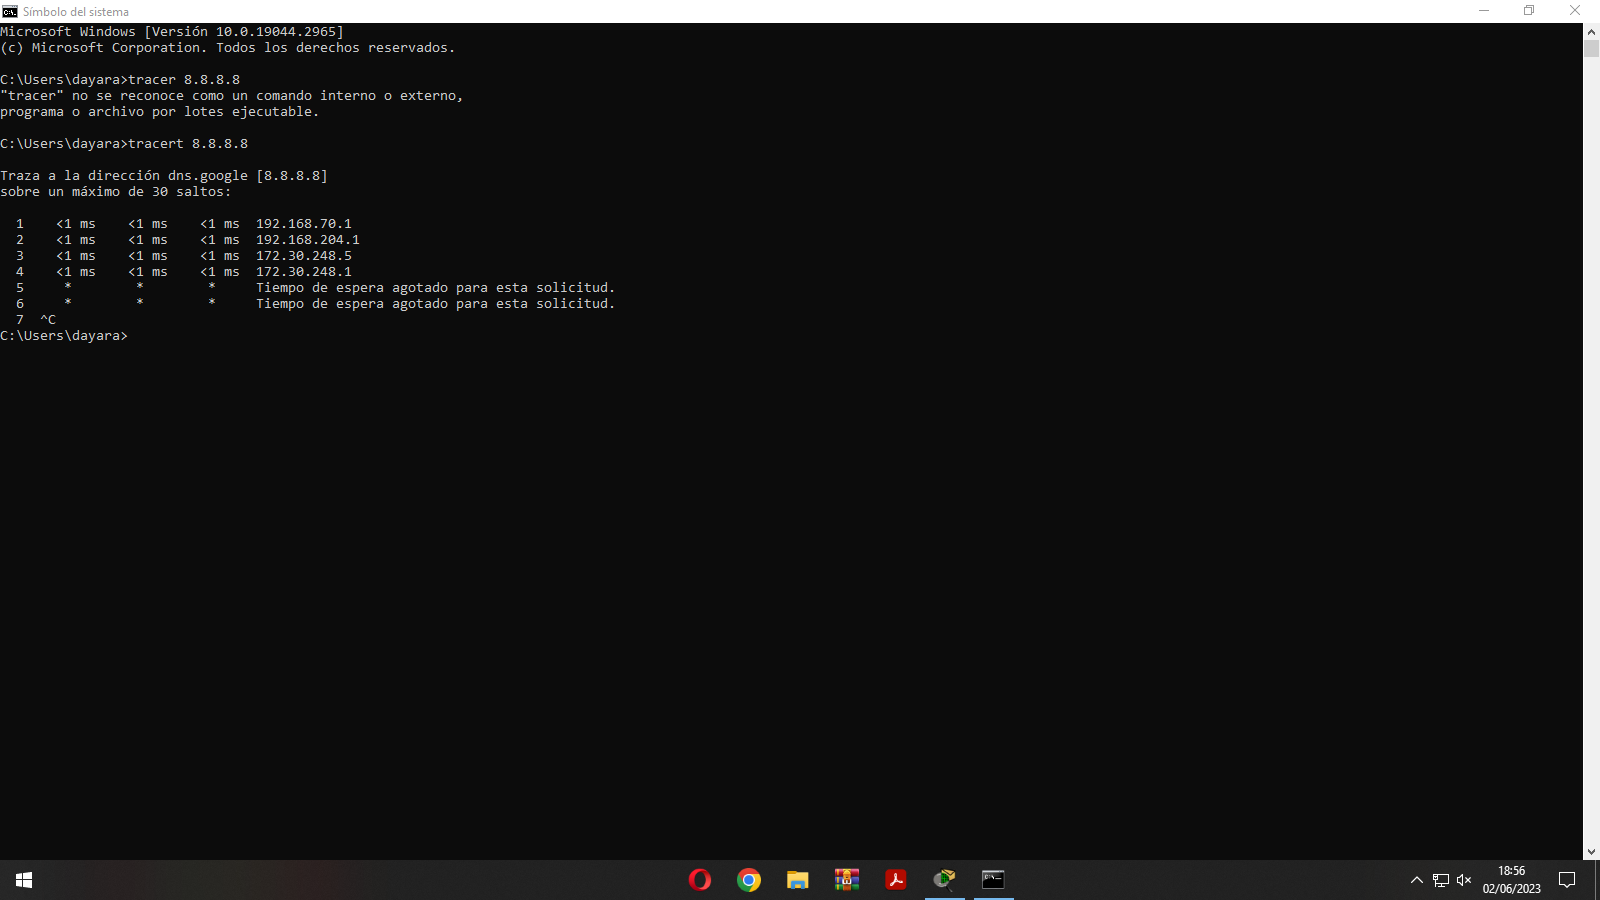 Símbolo del sistema
Microsoft Windows [Versión 10.0.19044.2965]
(c) Microsoft Corporation. Todos los derechos reservados.
C:\Users\dayara>tracer 8.8.8.8
"tracer" no se reconoce como un comando interno o externo,
programa o archivo por lotes ejecutable.
C:\Users\dayara>tracert 8.8.8.8
Traza a la dirección dns.google [8.8.8.8]
sobre un máximo de 30 saltos:
1 <1 ms <1 ms <1 ms 192.168.70.1
2 <1 ms <1 ms <1 ms 192.168.204.1
3 <1 ms <1 ms <1 ms 172.30.248.5
4 <1 ms <1 ms <1 ms 172.30.248.1
5 * * * Tiempo de espera agotado para esta solicitud.
6 * * * Tiempo de espera agotado para esta solicitud.
7 ^C
C:\Users\dayara>
18:56
02/06/2023